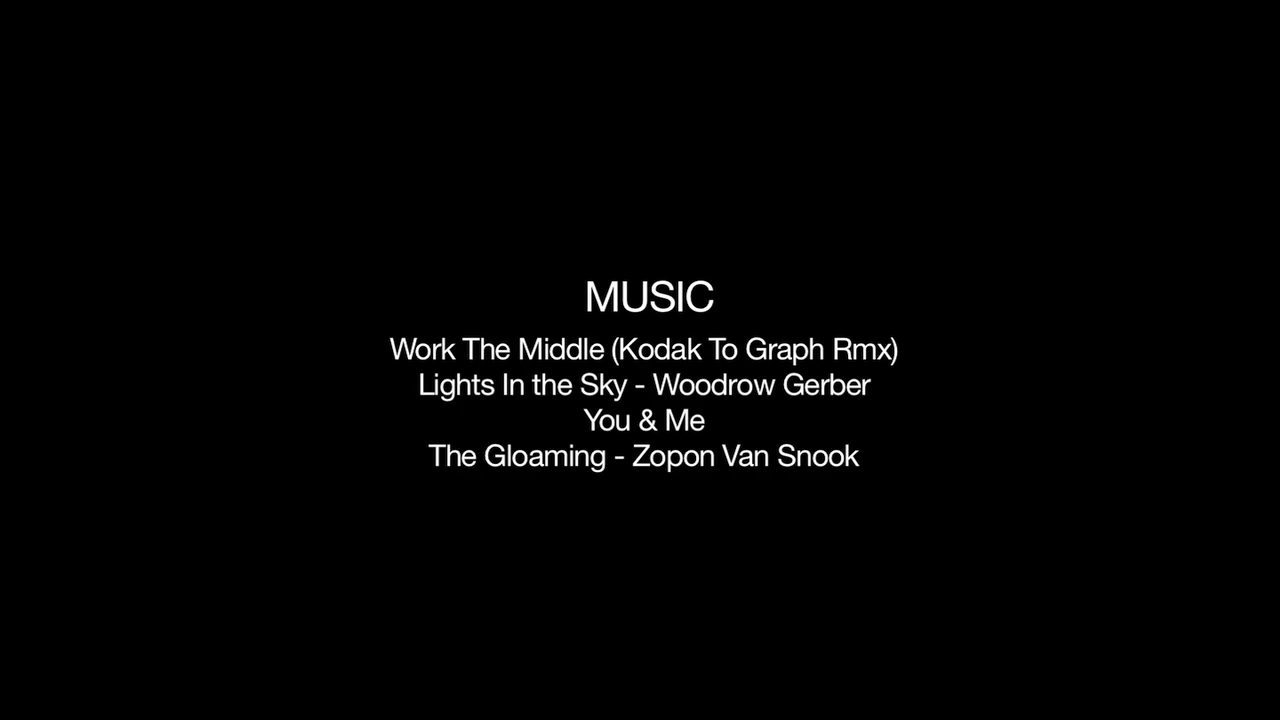 MUSIC
Work The Middle (Kodak To Graph Rmx)
Lights In the Sky - Woodrow Gerber
You & Me
The Gloaming - Zopon Van Snook